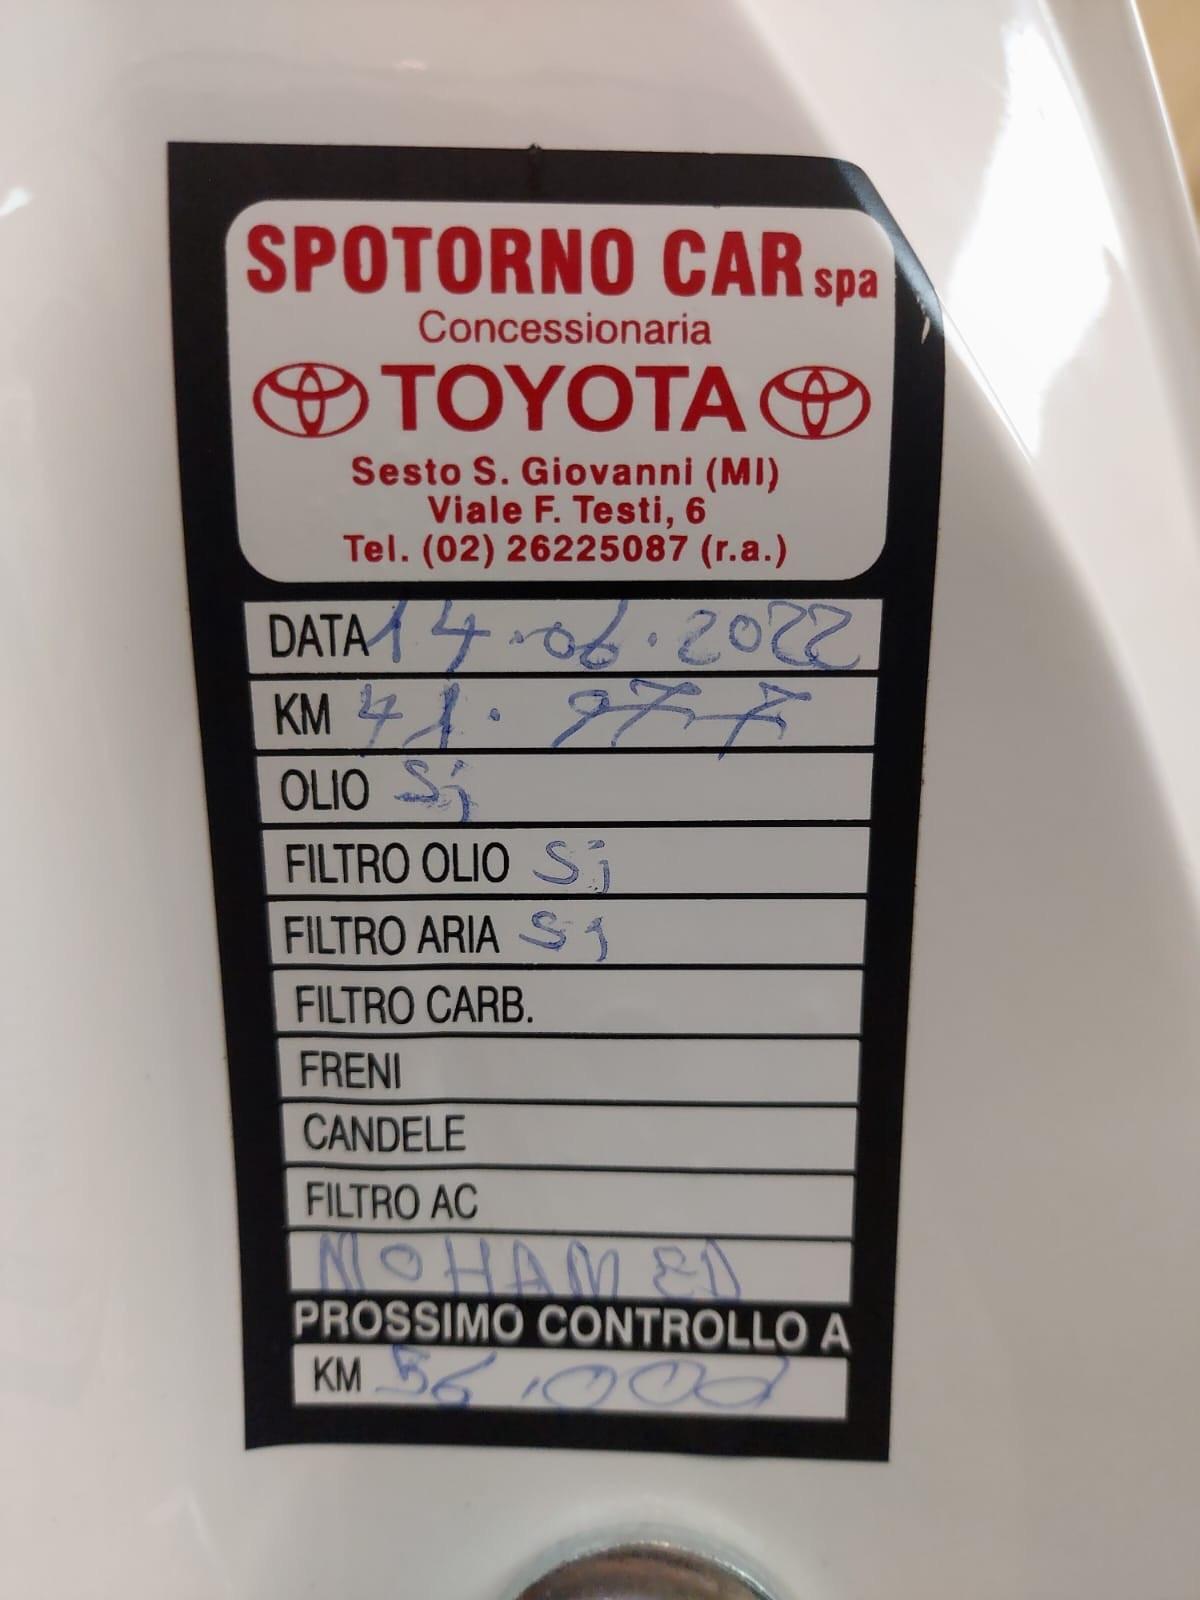 SPOTORNO CAR spa
Concessionaria
TOYOTA
Sesto S. Giovanni (MI)
Viale F. Testi, 6
Tel. (02) 26225087 (r.a.)
DATA 14.06.2022
KM 41.977
OLIO Si
FILTRO OLIO Si
FILTRO ARIA Si
FILTRO CARB.
FRENI
CANDELE
FILTRO AC
MOHAMED
PROSSIMO CONTROLLO A
KM 56.000